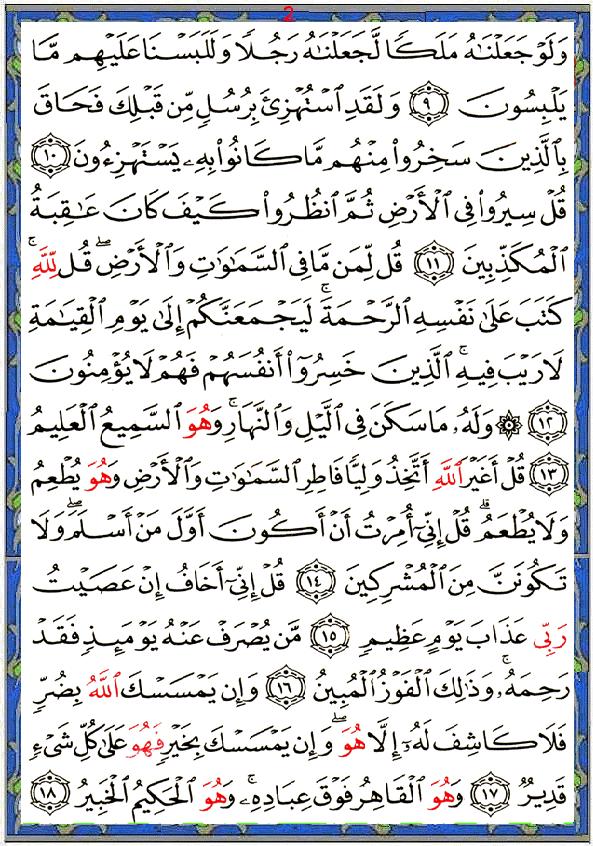 2
وَلَوْ جَعَلْنَٰهُ مَلَكًا لَّجَعَلْنَٰهُ رَجُلًا وَلَلَبَسْنَا عَلَيْهِم مَّا
يَلْبِسُونَ ﴿٩﴾ وَلَقَدِ ٱسْتُهْزِئَ بِرُسُلٍ مِّن قَبْلِكَ فَحَاقَ
بِٱلَّذِينَ سَخِرُوا۟ مِنْهُم مَّا كَانُوا۟ بِهِۦ يَسْتَهْزِءُونَ ﴿١٠﴾
قُلْ سِيرُوا۟ فِى ٱلْأَرْضِ ثُمَّ ٱنظُرُوا۟ كَيْفَ كَانَ عَٰقِبَةُ
ٱلْمُكَذِّبِينَ ﴿١١﴾ قُل لِّمَن مَّا فِى ٱلسَّمَٰوَٰتِ وَٱلْأَرْضِ ۖ قُل لِّلَّهِ ۚ
كَتَبَ عَلَىٰ نَفْسِهِ ٱلرَّحْمَةَ ۚ لَيَجْمَعَنَّكُمْ إِلَىٰ يَوْمِ ٱلْقِيَٰمَةِ
لَا رَيْبَ فِيهِ ۚ ٱلَّذِينَ خَسِرُوٓا۟ أَنفُسَهُمْ فَهُمْ لَا يُؤْمِنُونَ
﴿١٢﴾ ۞ وَلَهُۥ مَا سَكَنَ فِى ٱلَّيْلِ وَٱلنَّهَارِ ۚ وَهُوَ ٱلسَّمِيعُ ٱلْعَلِيمُ
﴿١٣﴾ قُلْ أَغَيْرَ ٱللَّهِ أَتَّخِذُ وَلِيًّا فَاطِرِ ٱلسَّمَٰوَٰتِ وَٱلْأَرْضِ وَهُوَ يُطْعِمُ
وَلَا يُطْعَمُ ۗ قُلْ إِنِّىٓ أُمِرْتُ أَنْ أَكُونَ أَوَّلَ مَنْ أَسْلَمَ ۖ وَلَا
تَكُونَنَّ مِنَ ٱلْمُشْرِكِينَ ﴿١٤﴾ قُلْ إِنِّىٓ أَخَافُ إِنْ عَصَيْتُ
رَبِّى عَذَابَ يَوْمٍ عَظِيمٍ ﴿١٥﴾ مَّن يُصْرَفْ عَنْهُ يَوْمَئِذٍ فَقَدْ
رَحِمَهُۥ ۚ وَذَٰلِكَ ٱلْفَوْزُ ٱلْمُبِينُ ﴿١٦﴾ وَإِن يَمْسَسْكَ ٱللَّهُ بِضُرٍّ
فَلَا كَاشِفَ لَهُۥٓ إِلَّا هُوَ ۖ وَإِن يَمْسَسْكَ بِخَيْرٍ فَهُوَ عَلَىٰ كُلِّ شَىْءٍ
قَدِيرٌ ﴿١٧﴾ وَهُوَ ٱلْقَاهِرُ فَوْقَ عِبَادِهِۦ ۚ وَهُوَ ٱلْحَكِيمُ ٱلْخَبِيرُ ﴿١٨﴾